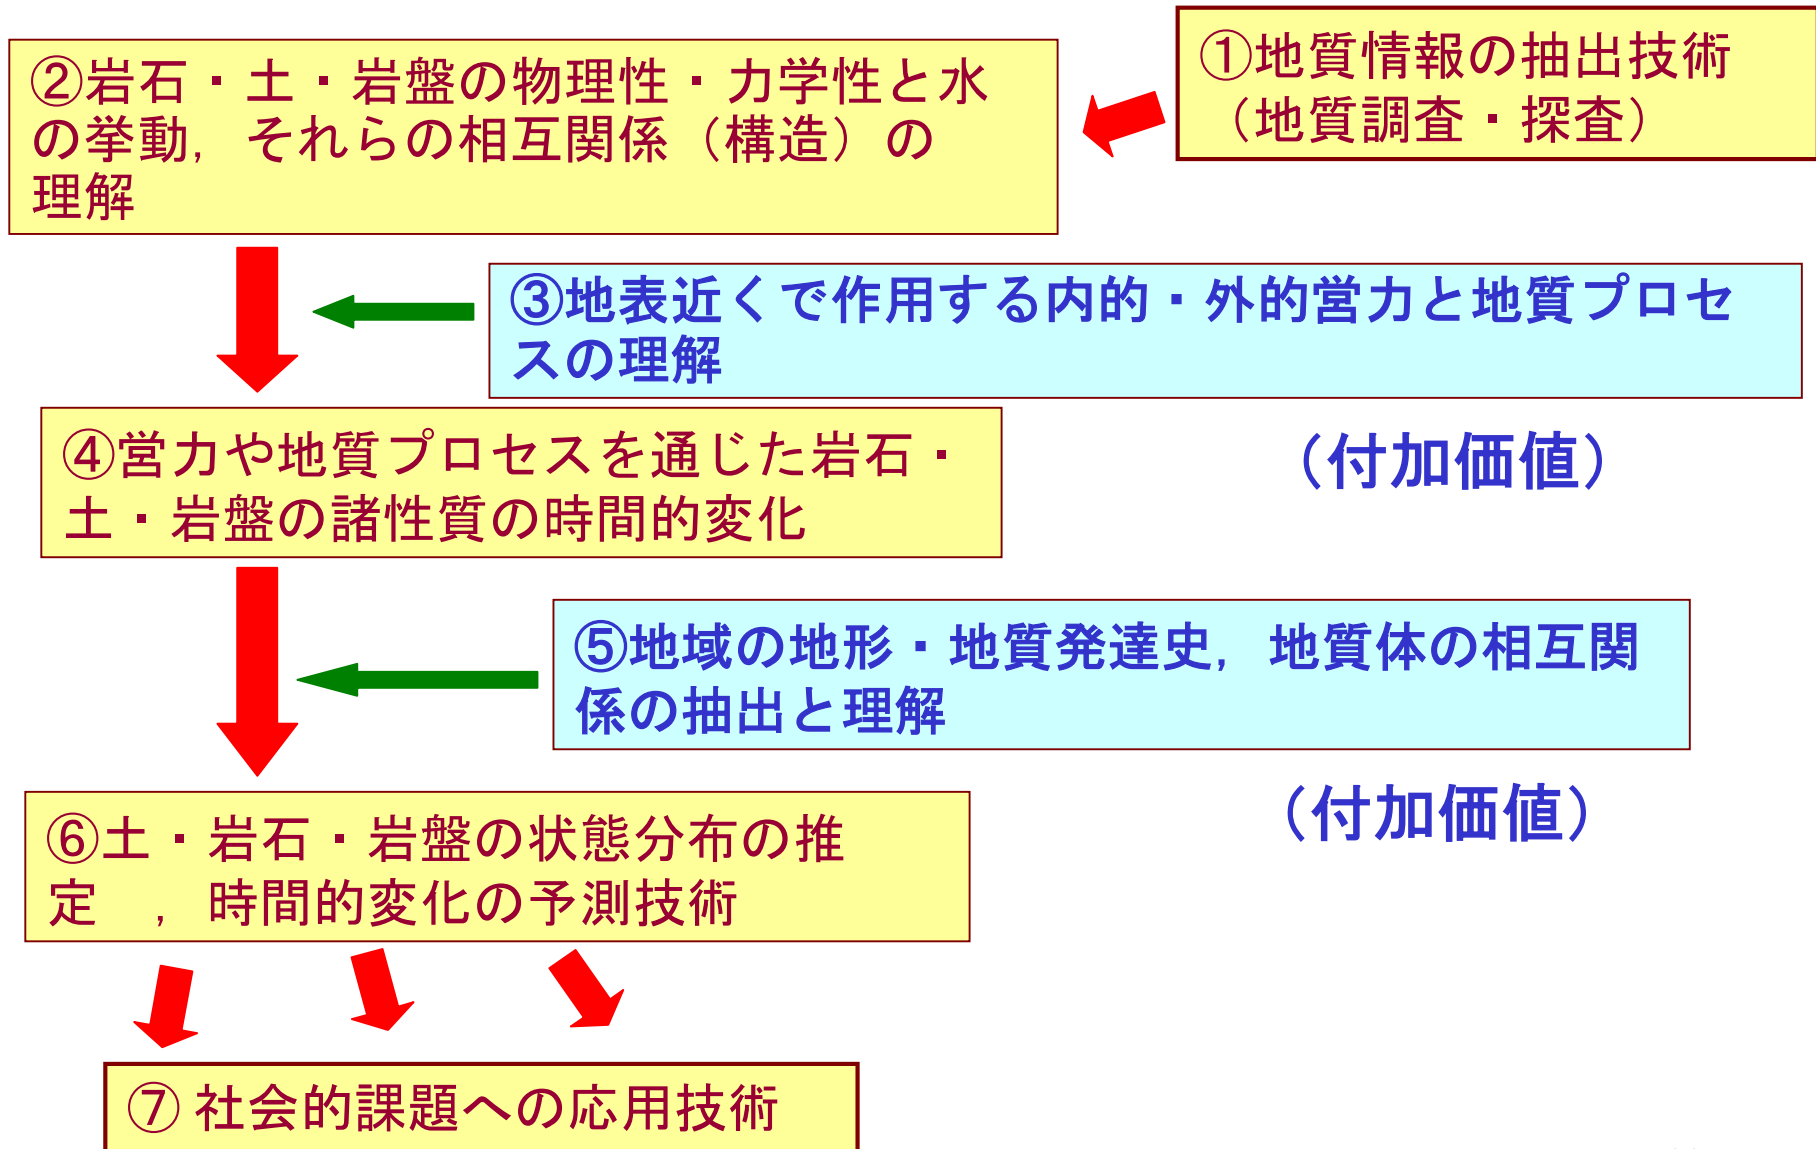 ①地質情報の抽出技術
（地質調査・探査）
②岩石・土・岩盤の物理性・力学性と水
の挙動，それらの相互関係（構造）の
理解
③地表近くで作用する内的・外的営力と地質プロセ
スの理解
（付加価値）
④営力や地質プロセスを通じた岩石・
土・岩盤の諸性質の時間的変化
⑤地域の地形・地質発達史，地質体の相互関
係の抽出と理解
（付加価値）
⑥土・岩石・岩盤の状態分布の推
定　，時間的変化の予測技術
⑦ 社会的課題への応用技術